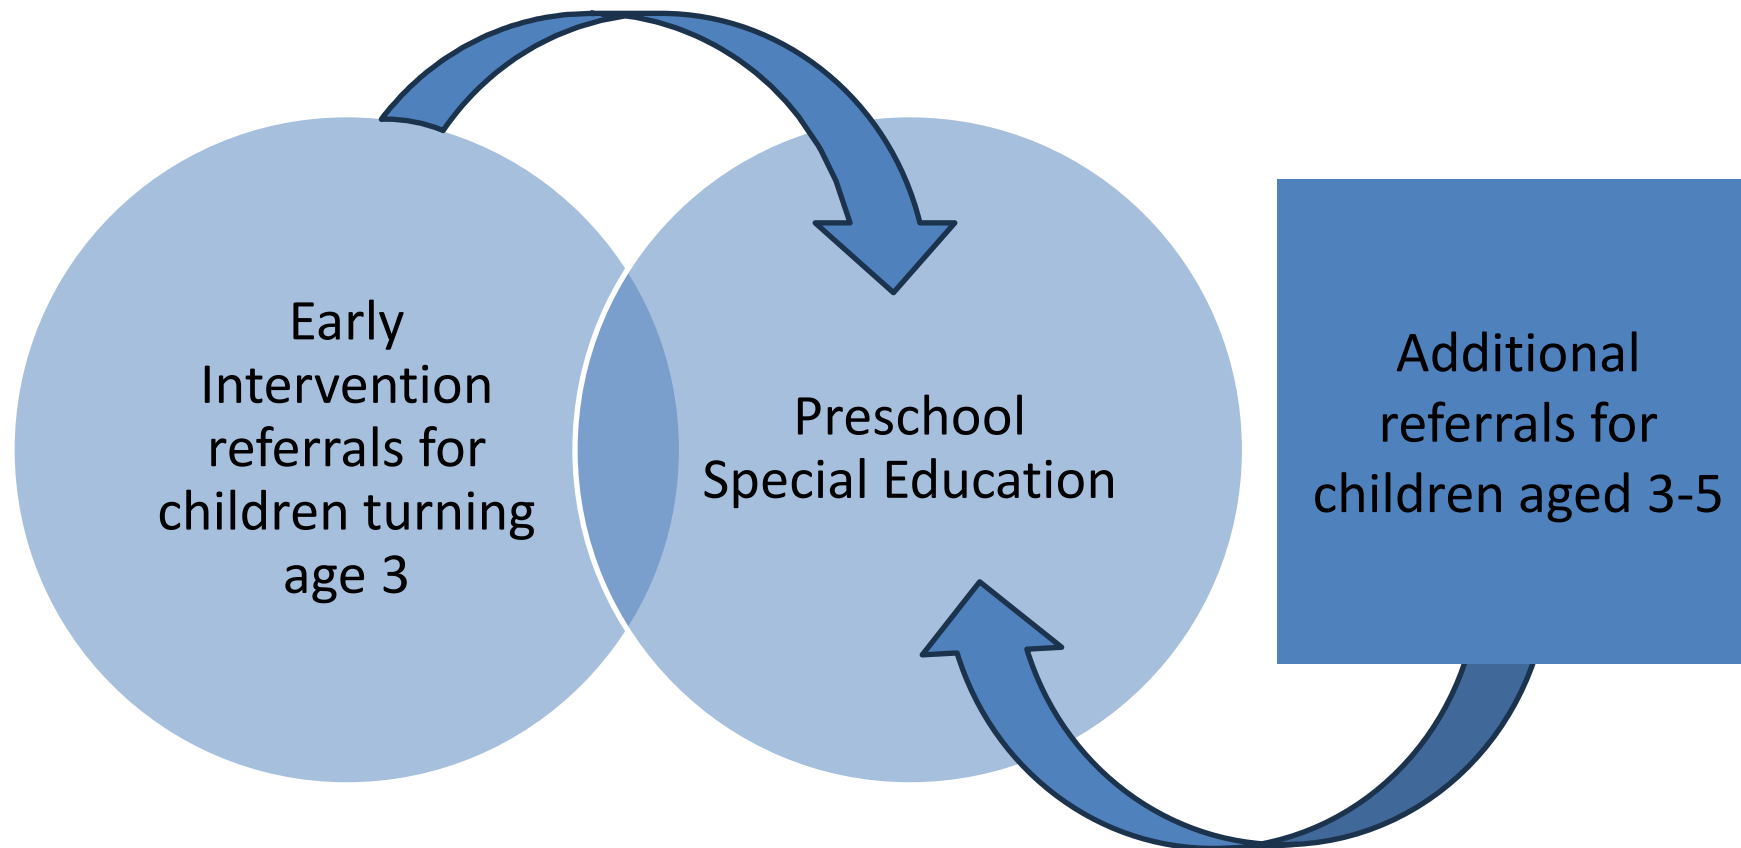 Early
Intervention
referrals for
children turning
age 3
Preschool
Special Education
Additional
referrals for
children aged 3-5